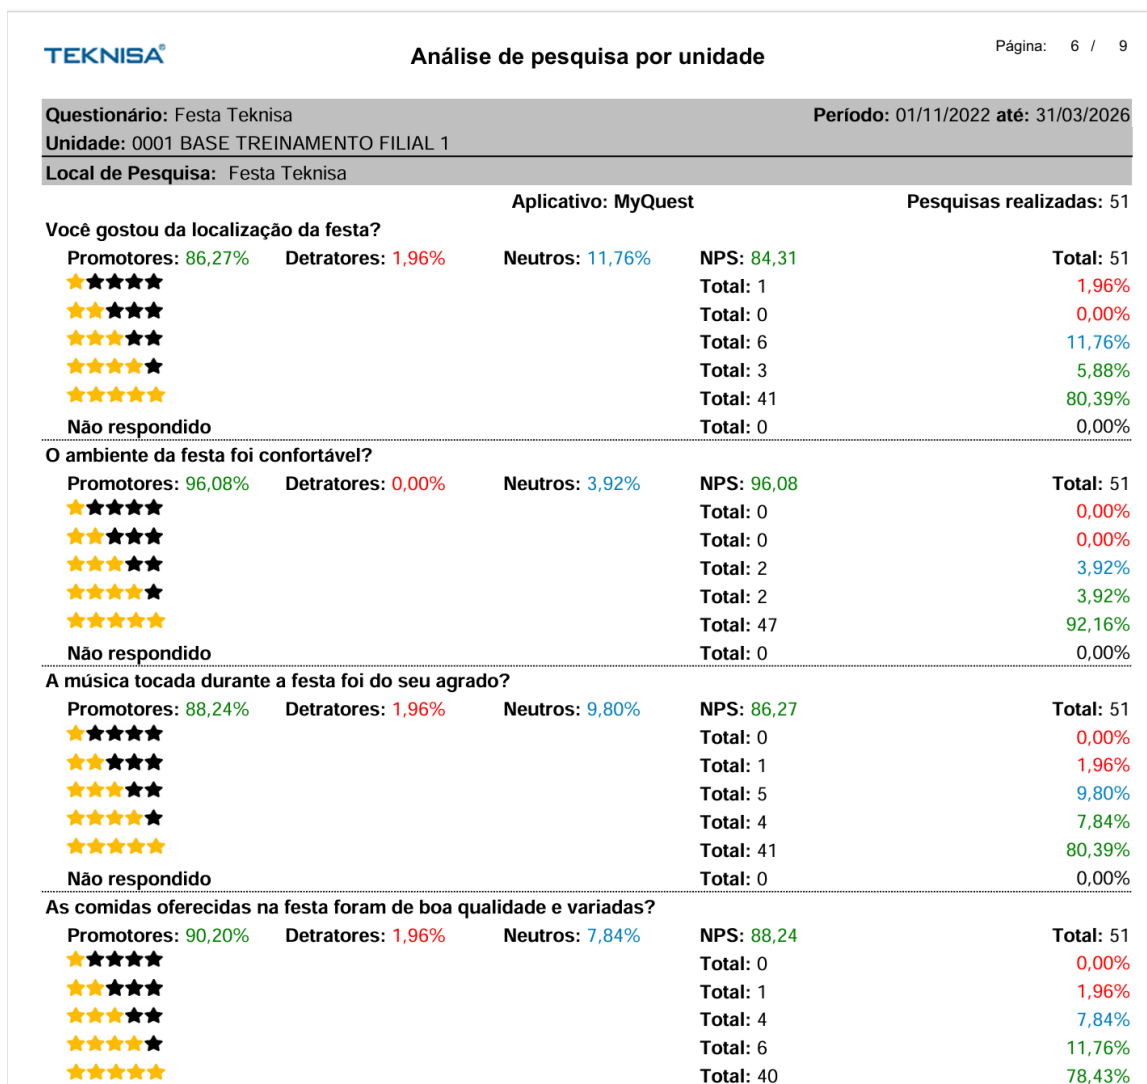 TEKNISA®
Análise de pesquisa por unidade
Página: 6 / 9
Questionário: Festa Teknisa Período: 01/11/2022 até: 31/03/2026
Unidade: 0001 BASE TREINAMENTO FILIAL 1
Local de Pesquisa: Festa Teknisa
Aplicativo: MyQuest Pesquisas realizadas: 51
Você gostou da localização da festa?
Promotores: 86,27% Detratores: 1,96% Neutros: 11,76% NPS: 84,31 Total: 51
Total: 1 1,96%
Total: 0 0,00%
Total: 6 11,76%
Total: 3 5,88%
Total: 41 80,39%
Não respondido Total: 0 0,00%
O ambiente da festa foi confortável?
Promotores: 96,08% Detratores: 0,00% Neutros: 3,92% NPS: 96,08 Total: 51
Total: 0 0,00%
Total: 0 0,00%
Total: 2 3,92%
Total: 2 3,92%
Total: 47 92,16%
Não respondido Total: 0 0,00%
A música tocada durante a festa foi do seu agrado?
Promotores: 88,24% Detratores: 1,96% Neutros: 9,80% NPS: 86,27 Total: 51
Total: 0 0,00%
Total: 1 1,96%
Total: 5 9,80%
Total: 4 7,84%
Total: 41 80,39%
Não respondido Total: 0 0,00%
As comidas oferecidas na festa foram de boa qualidade e variadas?
Promotores: 90,20% Detratores: 1,96% Neutros: 7,84% NPS: 88,24 Total: 51
Total: 0 0,00%
Total: 1 1,96%
Total: 4 7,84%
Total: 6 11,76%
Total: 40 78,43%